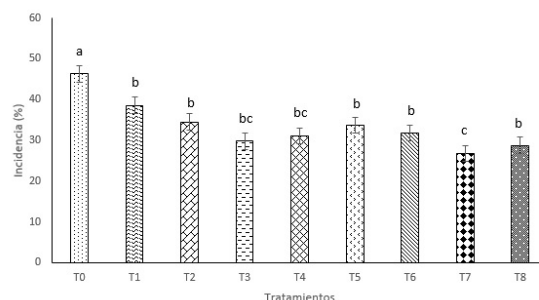 60
50
40
30
20
10
0
Incidencia (%)
a
b
b
bc
bc
b
b
c
b
T0 T1 T2 T3 T4 T5 T6 T7 T8
Tratamientos